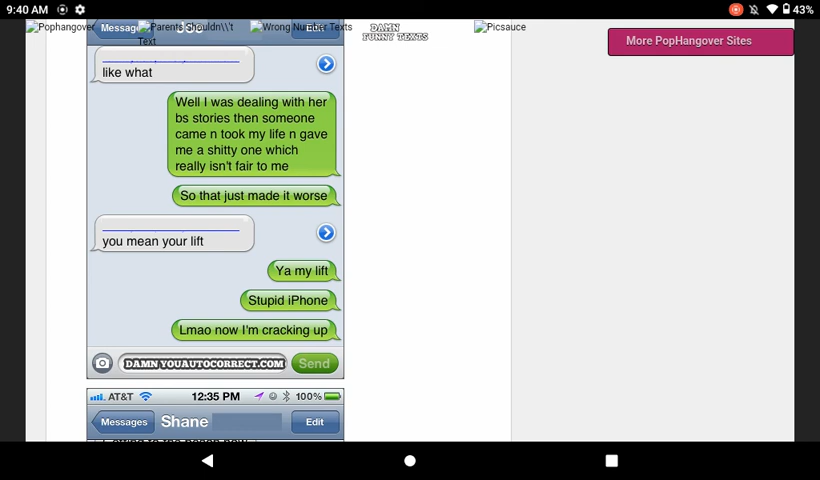 9:40 AM
43%
Pophangover
Parents Shouldn\\'t
Text
Wrong Number Texts
DAMN
FUNNY TEXTS
Picsauce
More PopHangover Sites
like what
Well I was dealing with her
bs stories then someone
came n took my life n gave
me a shitty one which
really isn't fair to me
So that just made it worse
you mean your lift
Ya my lift
Stupid iPhone
Lmao now I'm cracking up
DAMNYOUAUTOCORRECT.COM
Send
AT&T
12:35 PM
100%
Messages
Shane
Edit